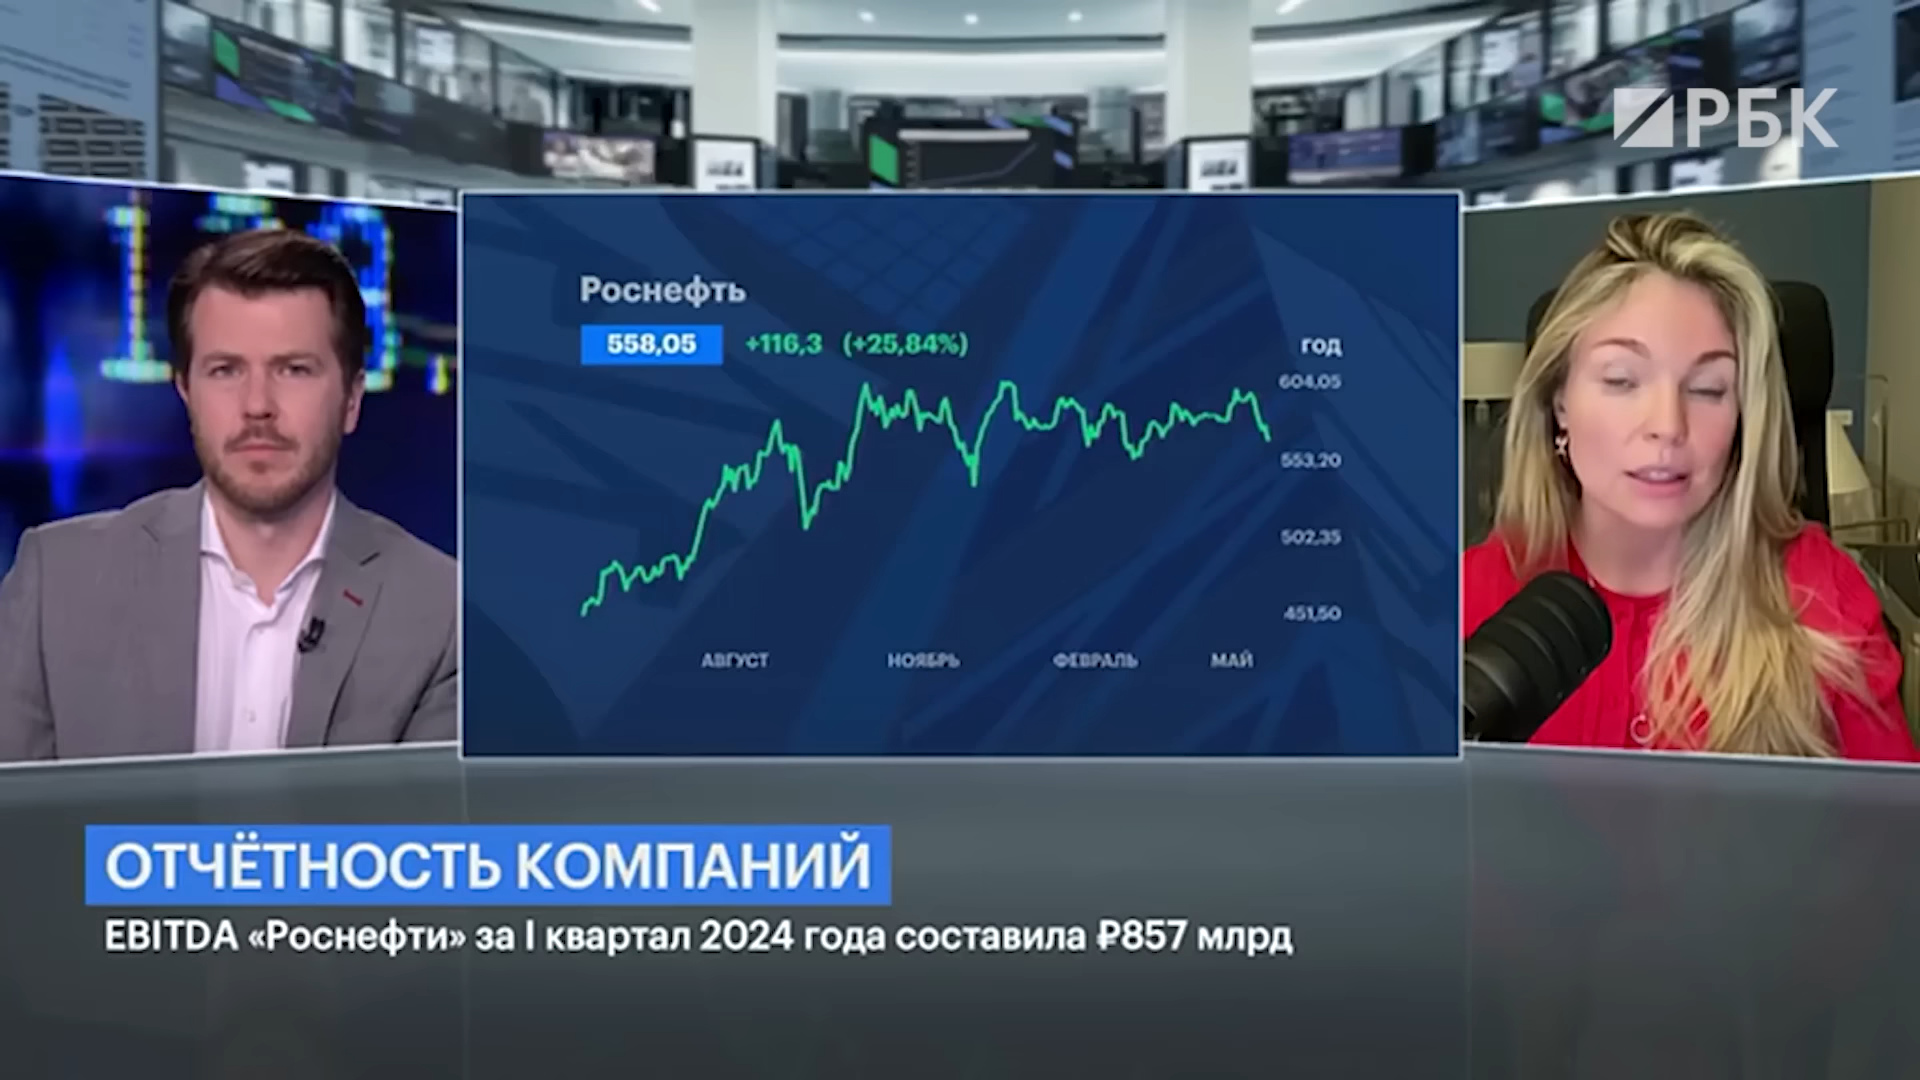 РБК
Роснефть
558,05 +116,3 (+25,84%)
год
604,05
553,20
502,35
451,50
АВГУСТ НОЯБРЬ ФЕВРАЛЬ МАЙ
ОТЧЁТНОСТЬ КОМПАНИЙ
EBITDA «Роснефти» за I квартал 2024 года составила ₽857 млрд